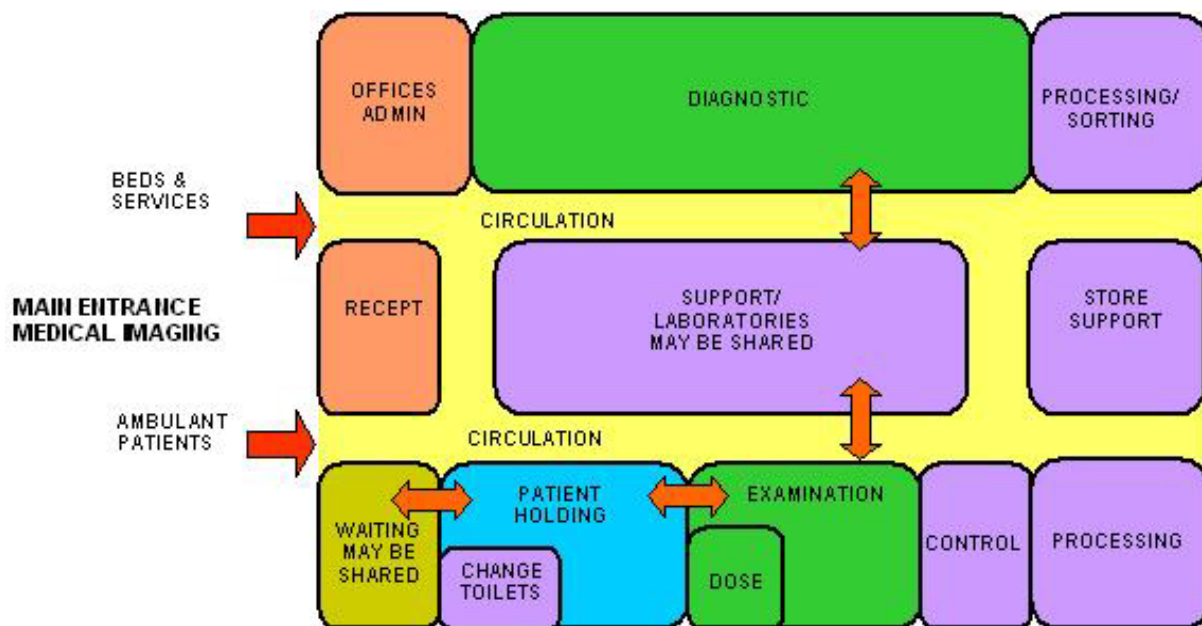 OFFICES
ADMIN
DIAGNOSTIC
PROCESSING/
SORTING
BEDS &
SERVICES
CIRCULATION
MAIN ENTRANCE
MEDICAL IMAGING
RECEPT
SUPPORT/
LABORATORIES
MAY BE SHARED
STORE
SUPPORT
AMBULANT
PATIENTS
CIRCULATION
WAITING
MAY BE
SHARED
PATIENT
HOLDING
CHANGE
TOILETS
EXAMINATION
DOSE
CONTROL
PROCESSING